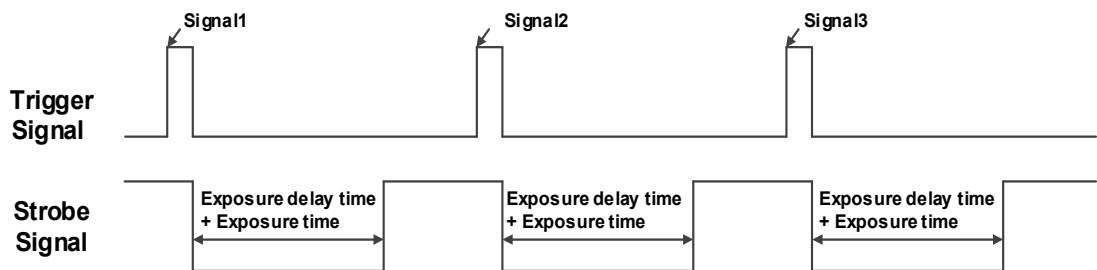 Signal1
Signal2
Signal3
Trigger
Signal
Exposure delay time
+ Exposure time
Exposure delay time
+ Exposure time
Exposure delay time
+ Exposure time
Strobe
Signal